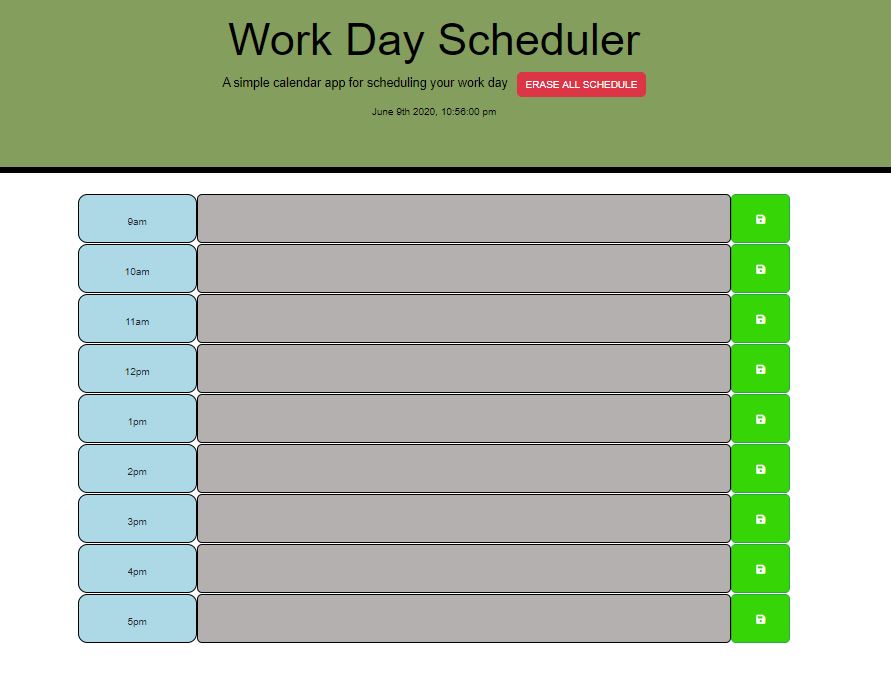 Work Day Scheduler
A simple calendar app for scheduling your work day ERASE ALL SCHEDULE
June 9th 2020, 10:56:00 pm
9am
10am
11am
12pm
1pm
2pm
3pm
4pm
5pm